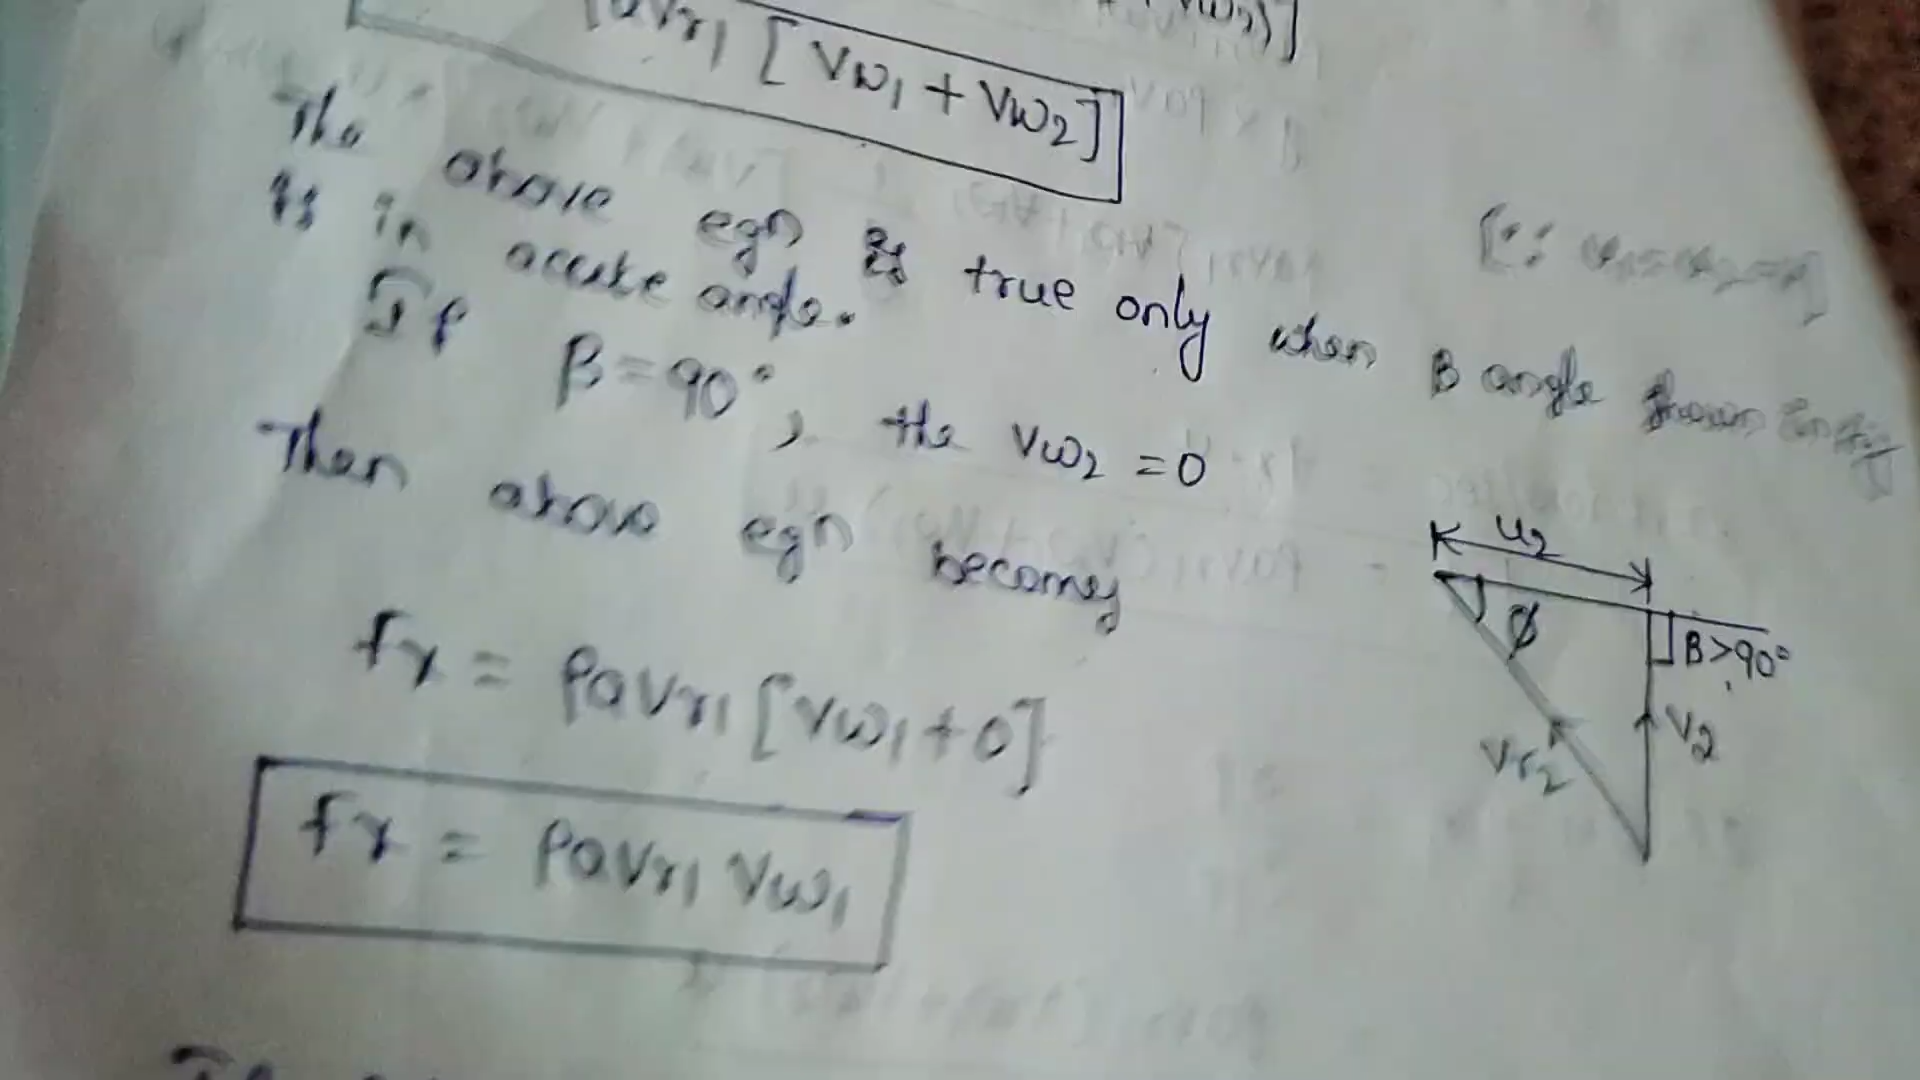 ρaVr1 [Vw1 + Vw2]
The above eqn is true only when β angle shown in fig
is in acute angle.
If β = 90°, the Vw2 = 0
Then above eqn becomes
fx = ρaVr1 [Vw1 + 0]
fx = ρaVr1 Vw1
u2
φ
B>90°
Vr2
V2